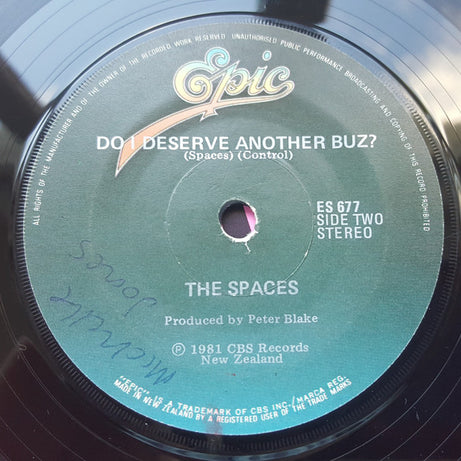 ALL RIGHTS OF THE MANUFACTURER AND OF THE OWNER OF THE RECORDED WORK RESERVED UNAUTHORISED PUBLIC PERFORMANCE BROADCASTING AND COPYING OF THIS RECORD PROHIBITED
Epic
DO I DESERVE ANOTHER BUZ?
(Spaces) (Control)
ES 677
SIDE TWO
STEREO
THE SPACES
Michelle
Jones
Produced by Peter Blake
Ⓟ 1981 CBS Records
New Zealand
"EPIC" IS A TRADEMARK OF CBS INC./MARCA REG.
MADE IN NEW ZEALAND BY A REGISTERED USER OF THE TRADE MARKS